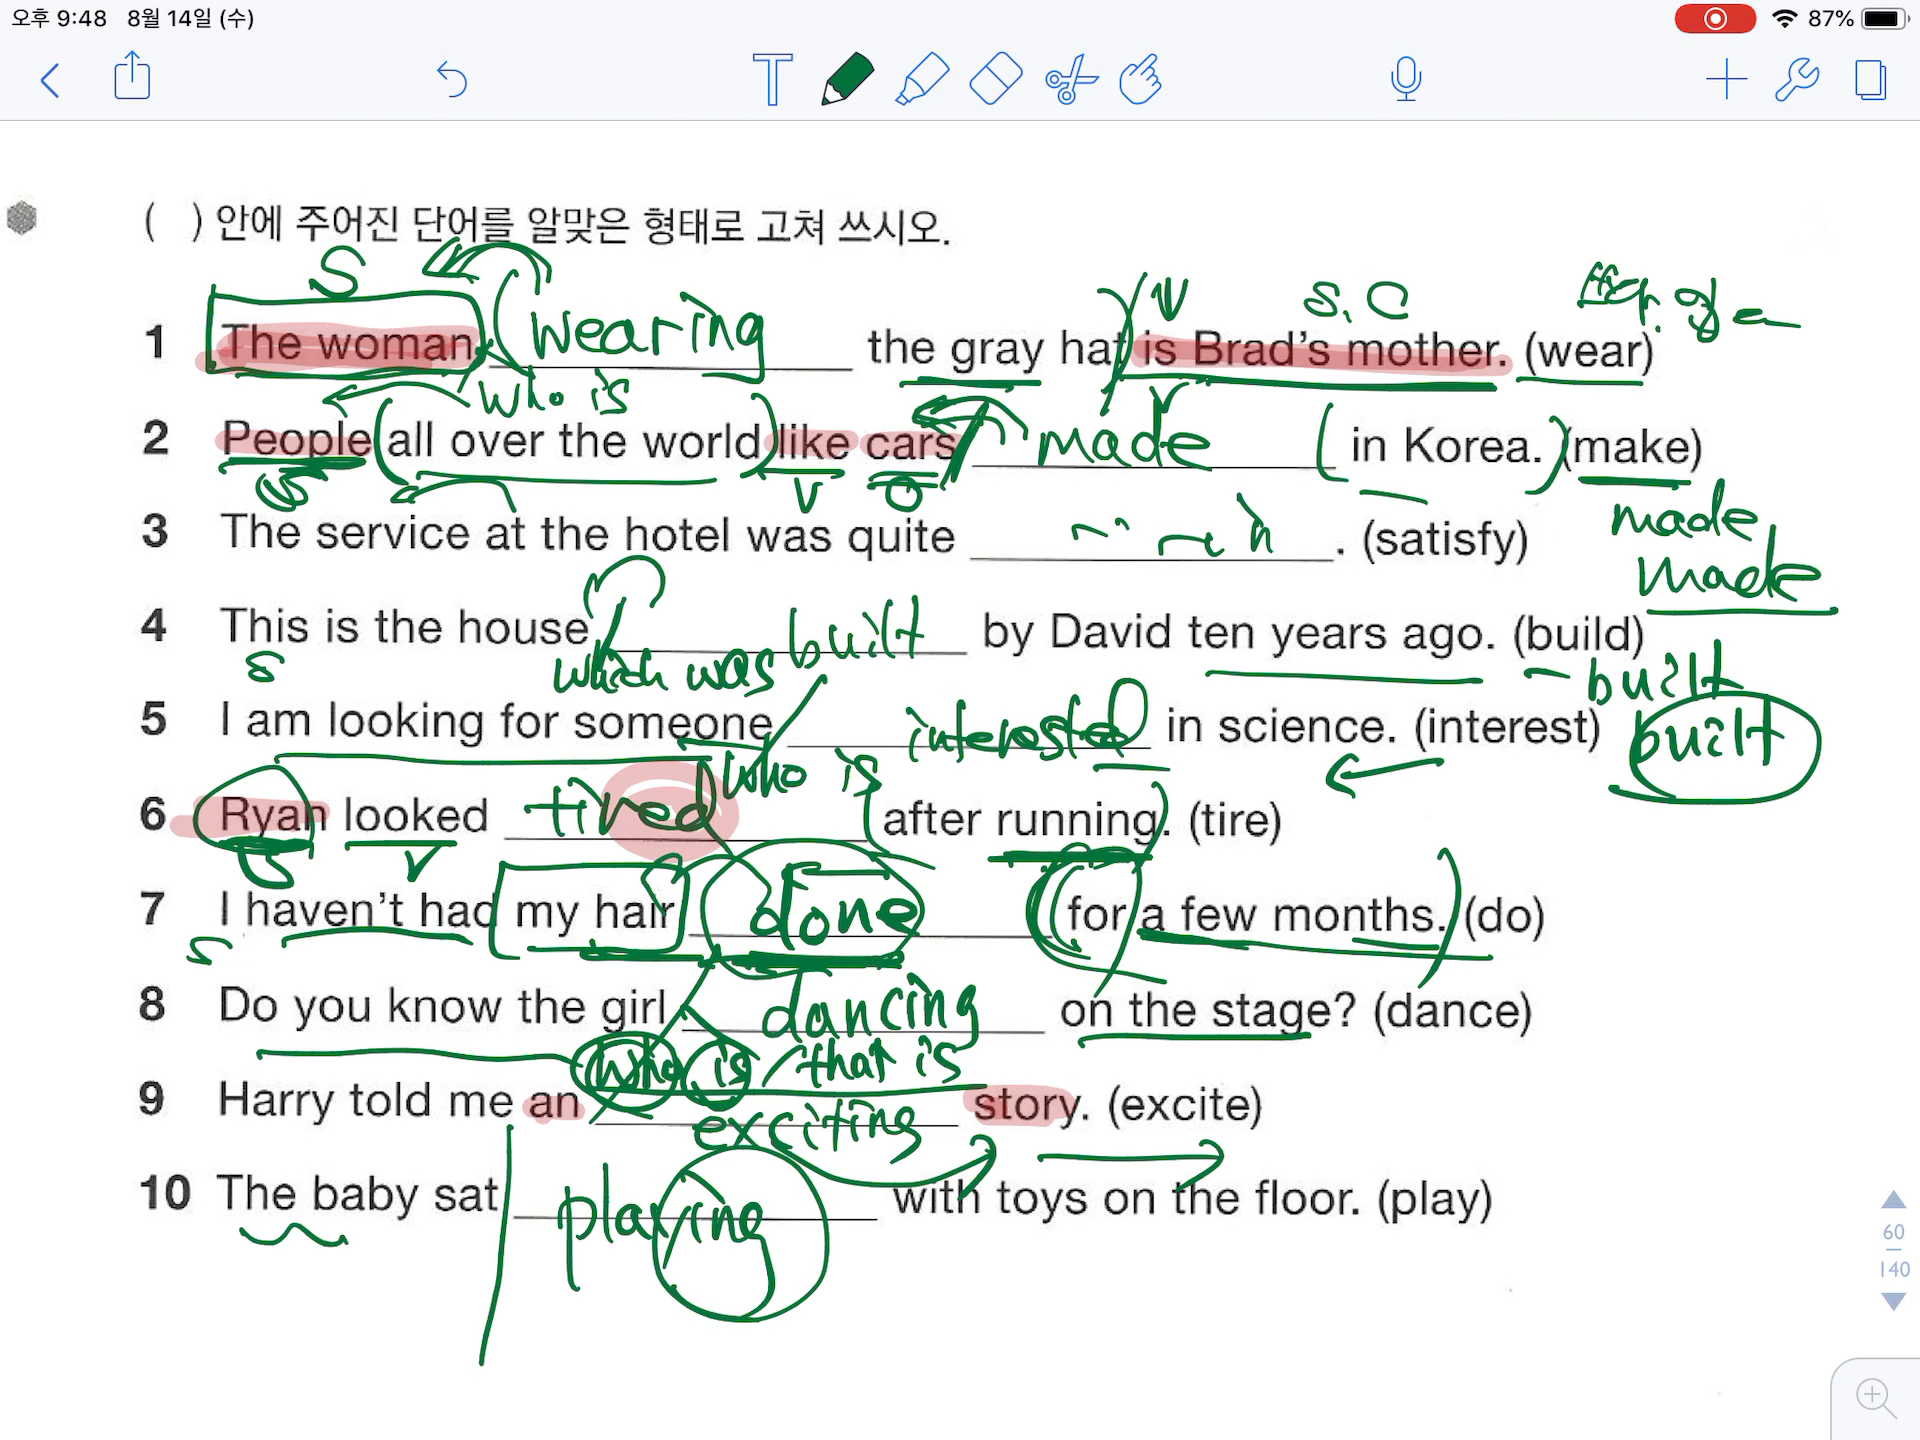 오후 9:48 8월 14일 (수) 87%
T
( ) 안에 주어진 단어를 알맞은 형태로 고쳐 쓰시오.
S V S.C
1 The woman wearing the gray hat is Brad's mother. (wear)
who is
2 People all over the world like cars made in Korea. (make)
S V O V
made
made
3 The service at the hotel was quite . (satisfy)
4 This is the house built by David ten years ago. (build)
S which was built
built
5 I am looking for someone interested in science. (interest)
who is
6 Ryan looked tired after running. (tire)
S V
7 I haven't had my hair done for a few months. (do)
S
8 Do you know the girl dancing on the stage? (dance)
who is / that is
9 Harry told me an exciting story. (excite)
10 The baby sat playing with toys on the floor. (play)
60
140